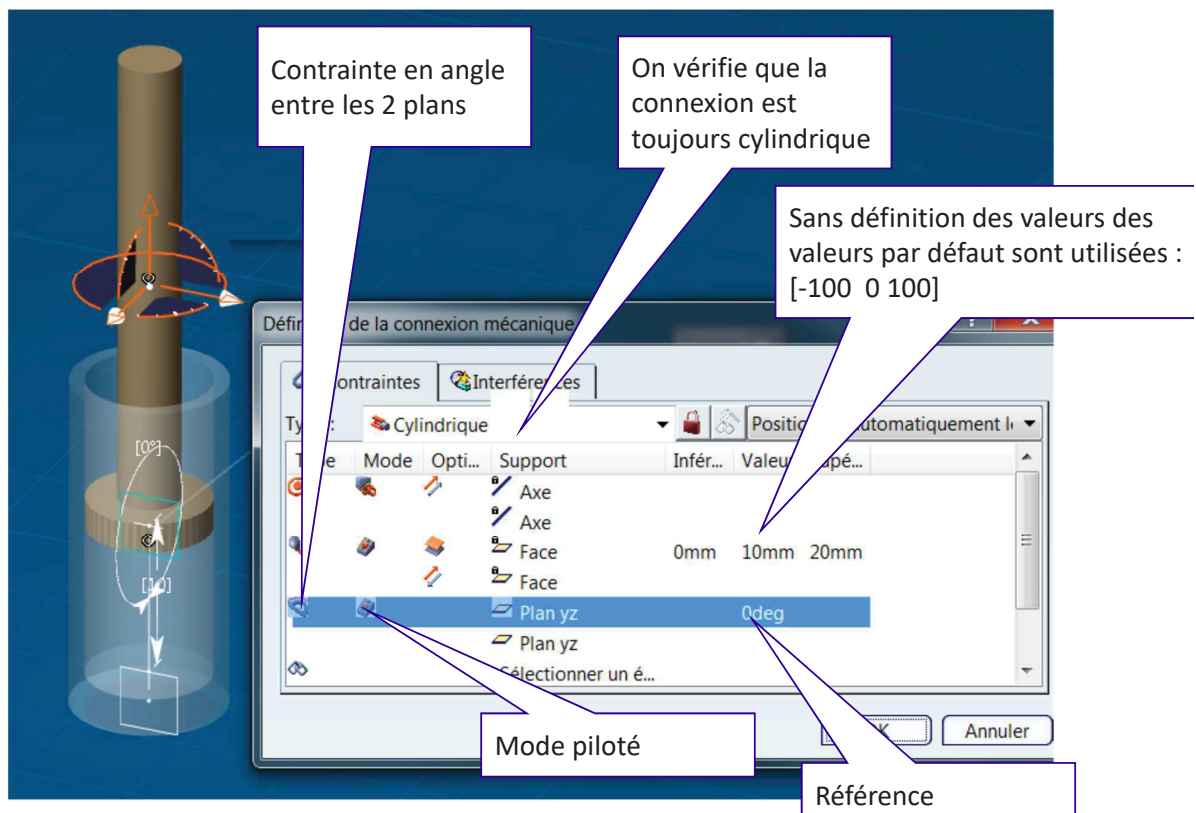 Contrainte en angle
entre les 2 plans
On vérifie que la
connexion est
toujours cylindrique
Sans définition des valeurs des
valeurs par défaut sont utilisées :
[-100 0 100]
de la connexion mécanique
ontraintes Interférences
Cylindrique
Mode Opti... Support Infér... Valeu
Axe
Axe
Face 0mm 10mm 20mm
Face
Plan yz 0deg
Plan yz
Sélectionner un é...
[0°]
Annuler
Mode piloté
Référence